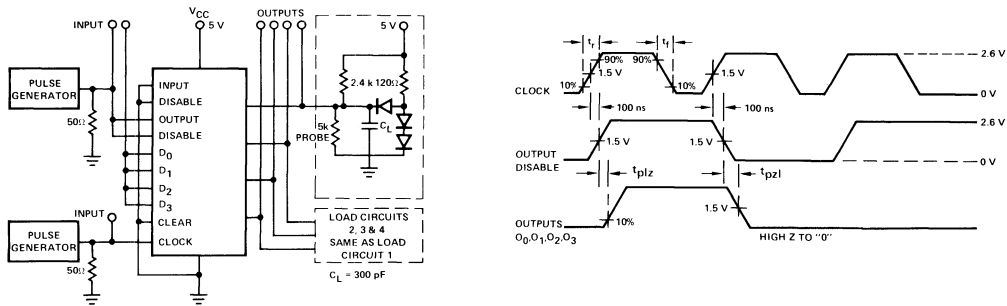 INPUT
V_CC
5 V
OUTPUTS
5 V
PULSE
GENERATOR
50Ω
INPUT
DISABLE
OUTPUT
DISABLE
D0
D1
D2
D3
CLEAR
CLOCK
2.4 k
120Ω
5k
PROBE
CL
INPUT
PULSE
GENERATOR
50Ω
LOAD CIRCUITS
2, 3 & 4
SAME AS LOAD
CIRCUIT 1
CL = 300 pF
tr
tf
90%
90%
2.6 V
1.5 V
1.5 V
10%
10%
0 V
CLOCK
100 ns
100 ns
2.6 V
1.5 V
1.5 V
OUTPUT
DISABLE
0 V
tplz
tpzl
1.5 V
10%
OUTPUTS
O0,O1,O2,O3
HIGH Z TO "0"